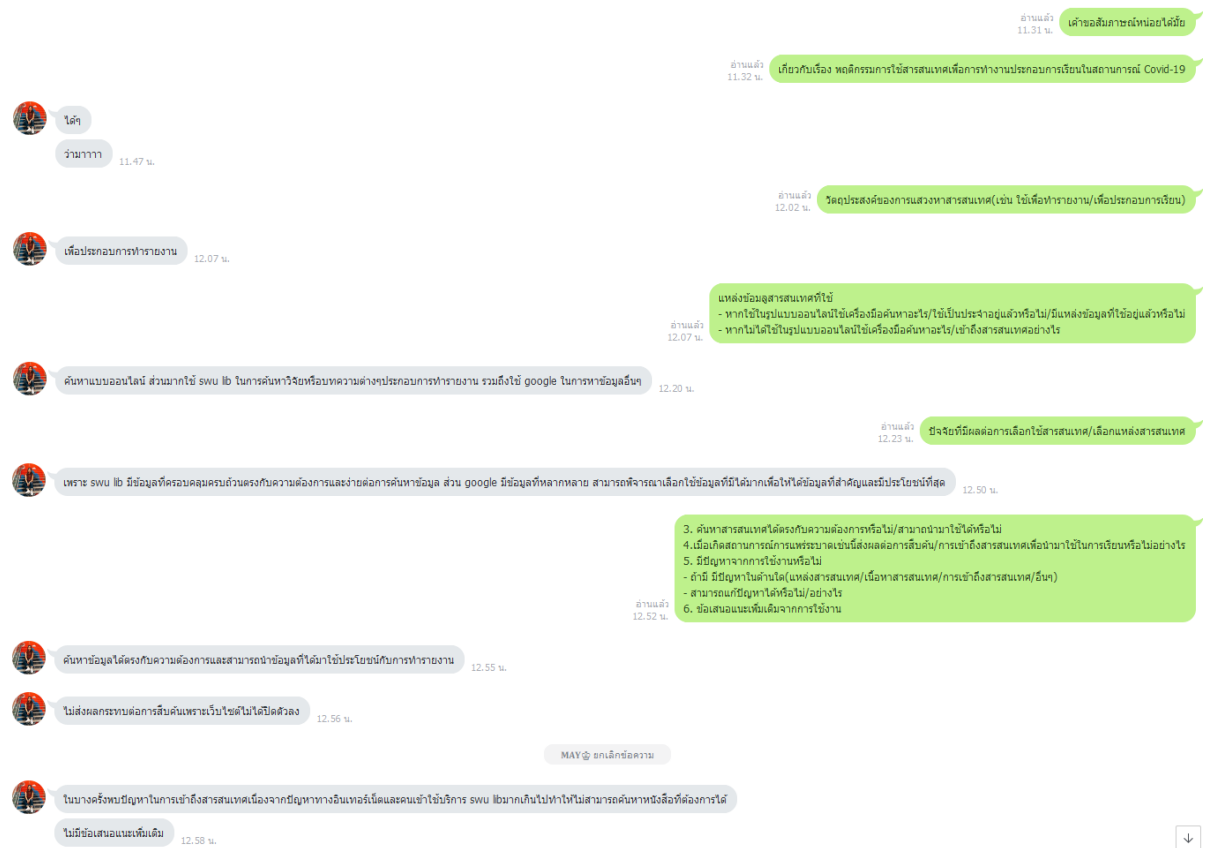 เค้าขอสัมภาษณ์หน่อยได้มั้ย
อ่านแล้ว
11.31 น.
เกี่ยวกับเรื่อง พฤติกรรมการใช้สารสนเทศเพื่อการทำงานประกอบการเรียนในสถานการณ์ Covid-19
อ่านแล้ว
11.32 น.
ได้ๆ
ว่ามาาาา
11.47 น.
วัตถุประสงค์ของการแสวงหาสารสนเทศ(เช่น ใช้เพื่อทำรายงาน/เพื่อประกอบการเรียน)
อ่านแล้ว
12.02 น.
เพื่อประกอบการทำรายงาน
12.07 น.
แหล่งข้อมูลสารสนเทศที่ใช้
- หากใช้ในรูปแบบออนไลน์ใช้เครื่องมือค้นหาอะไร/ใช้เป็นประจำอยู่แล้วหรือไม่/มีแหล่งข้อมูลที่ใช้อยู่แล้วหรือไม่
- หากไม่ได้ใช้ในรูปแบบออนไลน์ใช้เครื่องมือค้นหาอะไร/เข้าถึงสารสนเทศอย่างไร
อ่านแล้ว
12.07 น.
ค้นหาแบบออนไลน์ ส่วนมากใช้ swu lib ในการค้นหาวิจัยหรือบทความต่างๆประกอบการทำรายงาน รวมถึงใช้ google ในการหาข้อมูลอื่นๆ
12.20 น.
ปัจจัยที่มีผลต่อการเลือกใช้สารสนเทศ/เลือกแหล่งสารสนเทศ
อ่านแล้ว
12.23 น.
เพราะ swu lib มีข้อมูลที่ครอบคลุมครบถ้วนตรงกับความต้องการและง่ายต่อการค้นหาข้อมูล ส่วน google มีข้อมูลที่หลากหลาย สามารถพิจารณาเลือกใช้ข้อมูลที่มีได้มากเพื่อให้ได้ข้อมูลที่สำคัญและมีประโยชน์ที่สุด
12.50 น.
3. ค้นหาสารสนเทศได้ตรงกับความต้องการหรือไม่/สามาถนำมาใช้ได้หรือไม่
4.เมื่อเกิดสถานการณ์การแพร่ระบาดเช่นนี้ส่งผลต่อการสืบค้น/การเข้าถึงสารสนเทศเพื่อนำมาใช้ในการเรียนหรือไม่อย่างไร
5. มีปัญหาจากการใช้งานหรือไม่
- ถ้ามี มีปัญหาในด้านใด(แหล่งสารสนเทศ/เนื้อหาสารสนเทศ/การเข้าถึงสารสนเทศ/อื่นๆ)
- สามารถแก้ปัญหาได้หรือไม่/อย่างไร
6. ข้อเสนอแนะเพิ่มเติมจากการใช้งาน
อ่านแล้ว
12.52 น.
ค้นหาข้อมูลได้ตรงกับความต้องการและสามารถนำข้อมูลที่ได้มาใช้ประโยชน์กับการทำรายงาน
12.55 น.
ไม่ส่งผลกระทบต่อการสืบค้นเพราะเว็บไซต์ไม่ได้ปิดตัวลง
12.56 น.
MAY ยกเลิกข้อความ
ในบางครั้งพบปัญหาในการเข้าถึงสารสนเทศเนื่องจากปัญหาทางอินเทอร์เน็ตและคนเข้าใช้บริการ swu libมากเกินไปทำให้ไม่สามารถค้นหาหนังสือที่ต้องการได้
ไม่มีข้อเสนอแนะเพิ่มเติม
12.58 น.